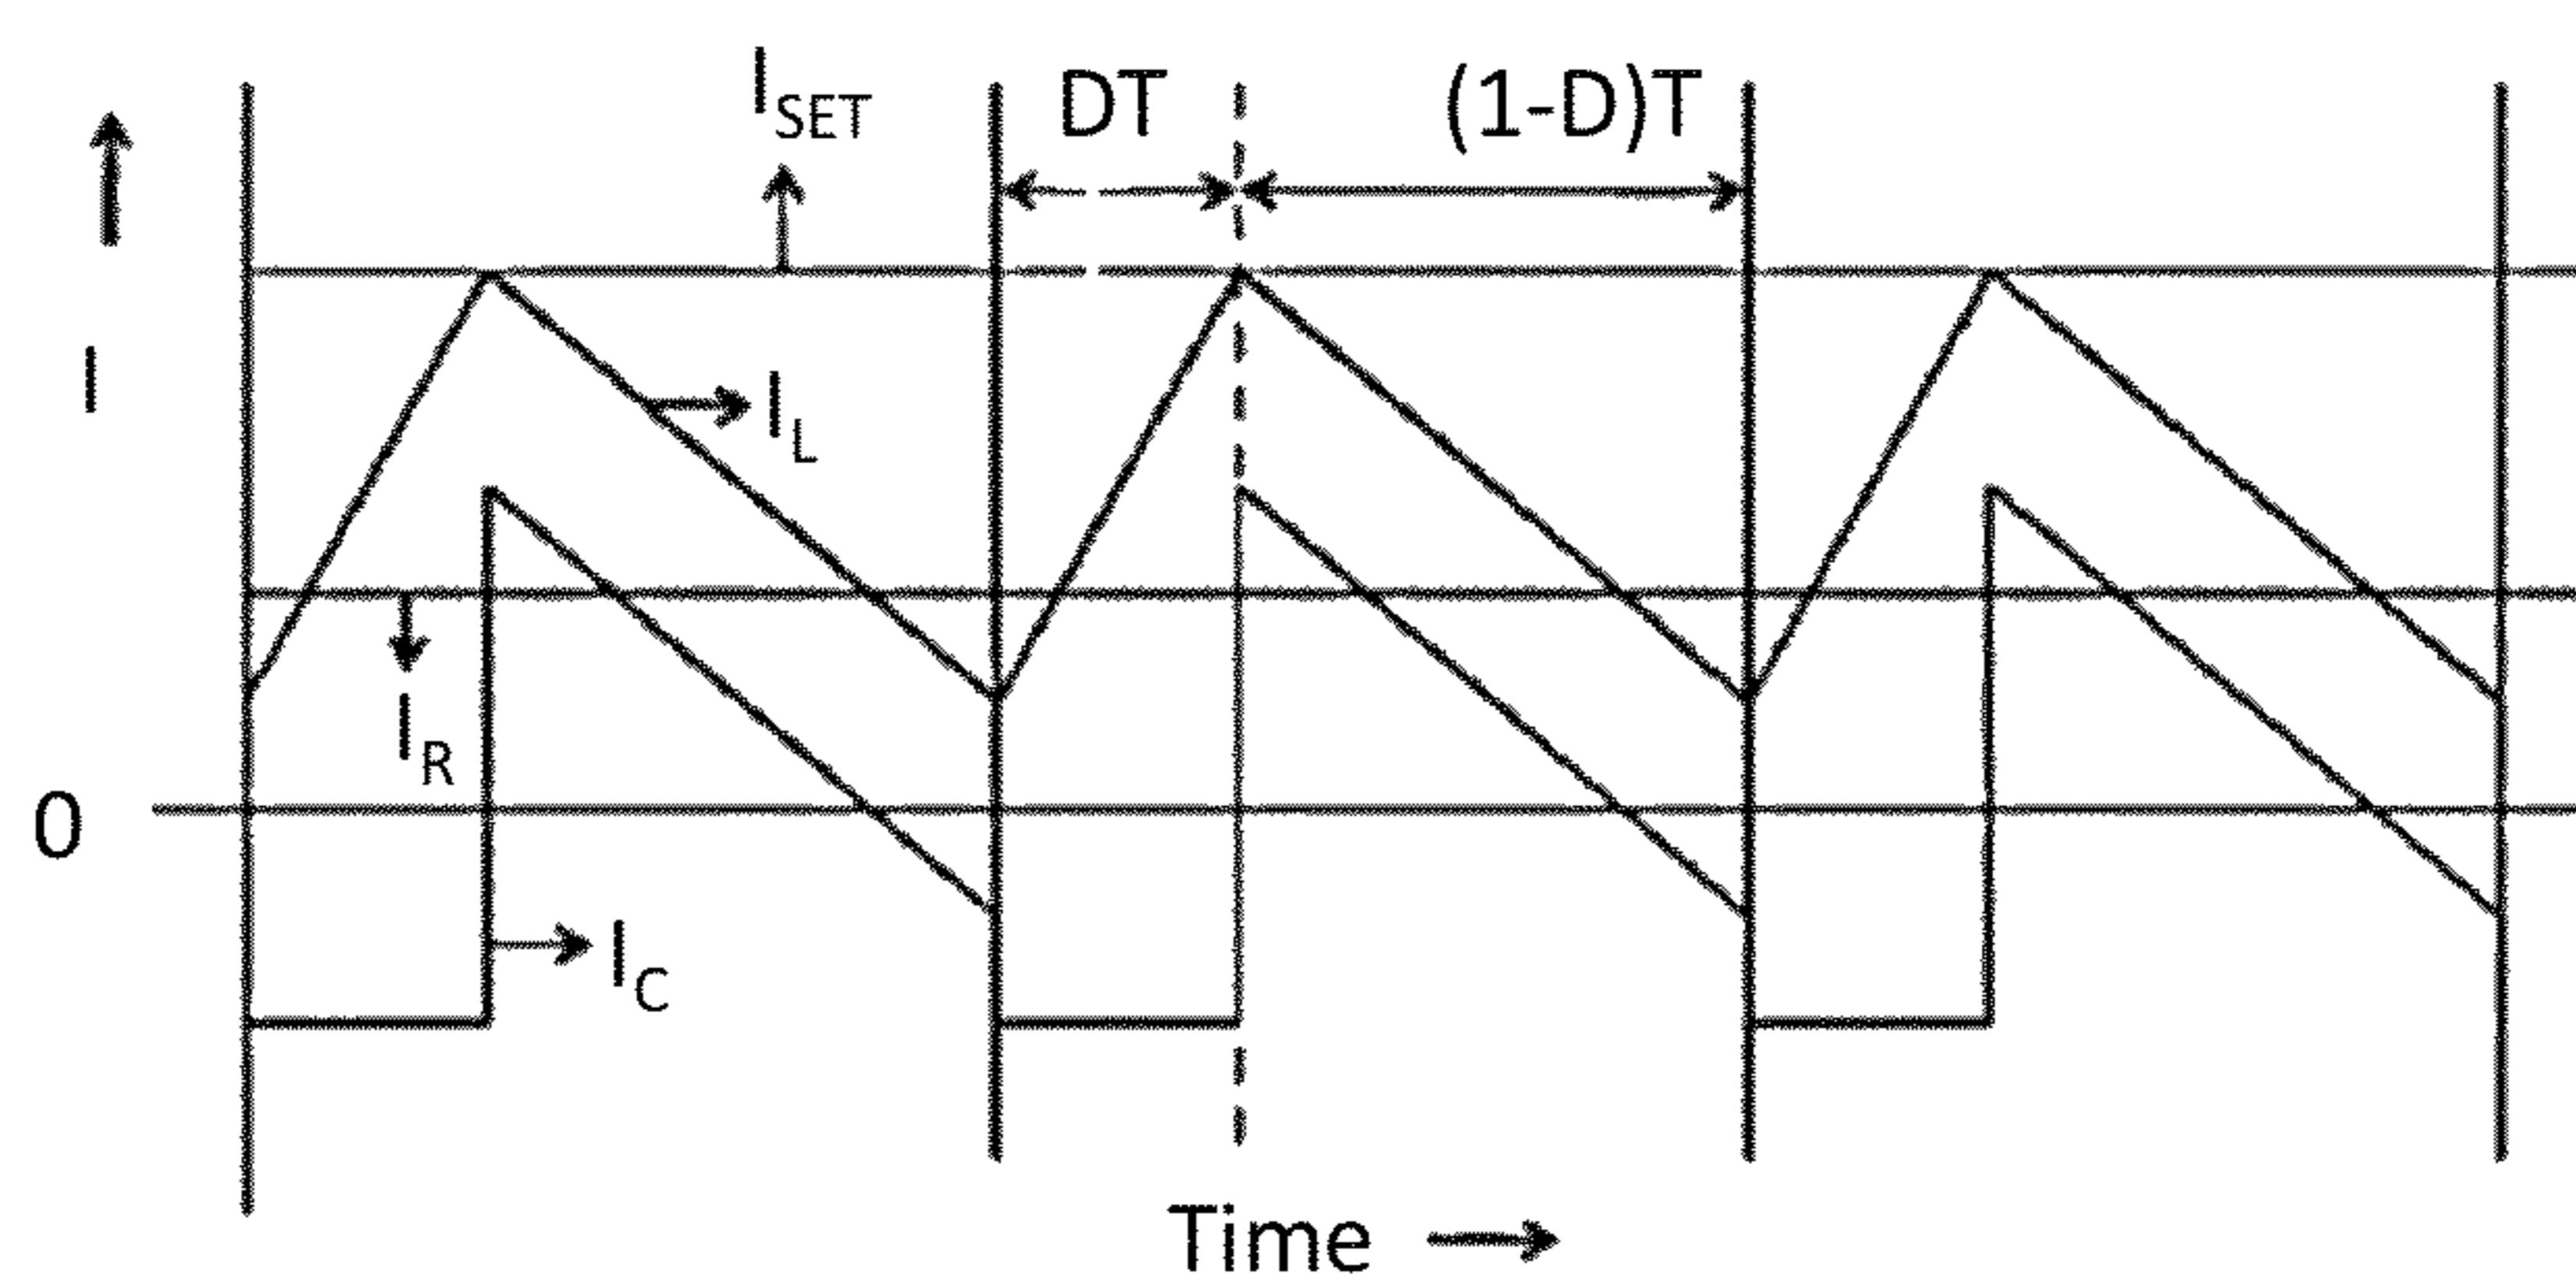 I_SET
DT
(1-D)T
I
I_L
I_R
0
I_C
Time